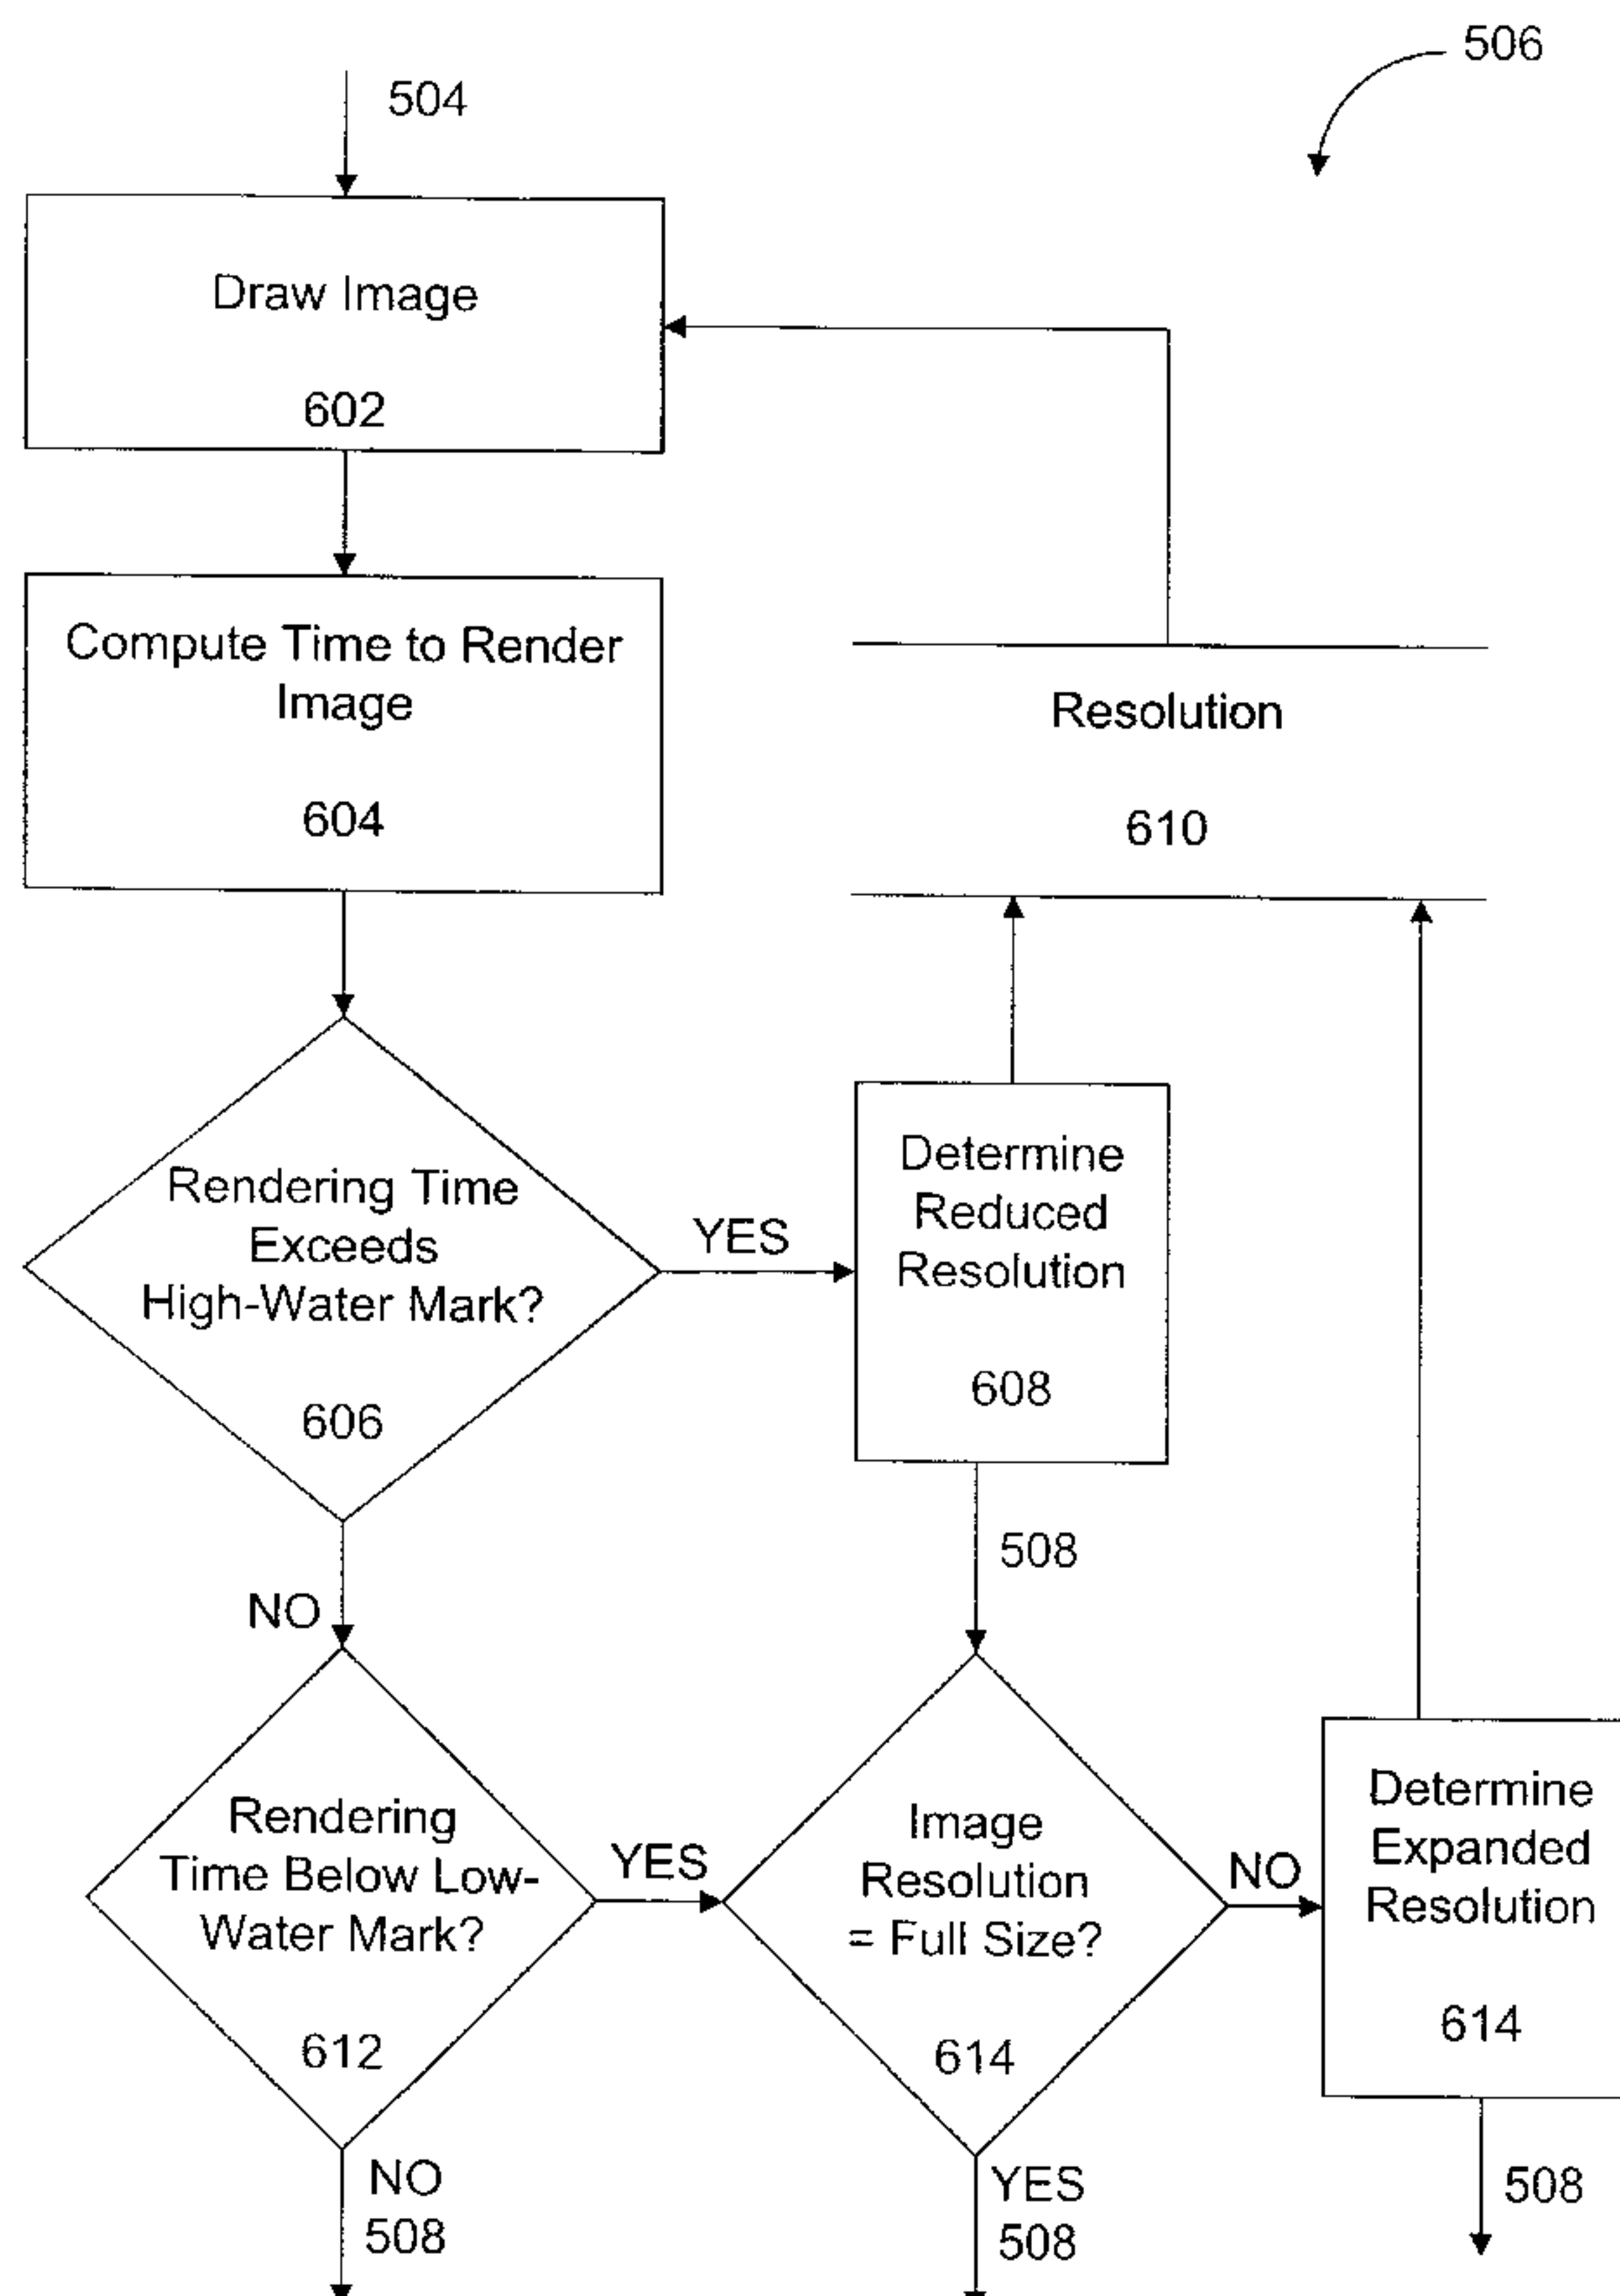 506
504
Draw Image
602
Compute Time to Render
Image
604
Resolution
610
Rendering Time
Exceeds
High-Water Mark?
606
YES
Determine
Reduced
Resolution
608
508
NO
Rendering
Time Below Low-
Water Mark?
612
YES
Image
Resolution
= Full Size?
614
NO
Determine
Expanded
Resolution
614
NO
508
YES
508
508